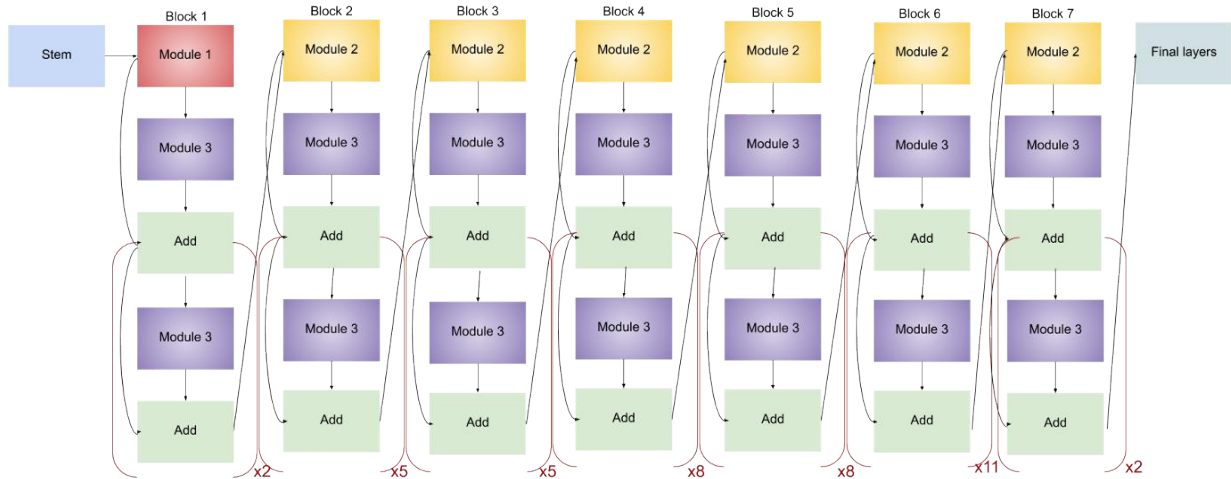 Block 1
Block 2
Block 3
Block 4
Block 5
Block 6
Block 7
Stem
Module 1
Module 2
Module 2
Module 2
Module 2
Module 2
Module 2
Final layers
Module 3
Module 3
Module 3
Module 3
Module 3
Module 3
Module 3
Add
Add
Add
Add
Add
Add
Add
Module 3
Module 3
Module 3
Module 3
Module 3
Module 3
Module 3
Add
Add
Add
Add
Add
Add
Add
x2
x5
x5
x8
x8
x11
x2